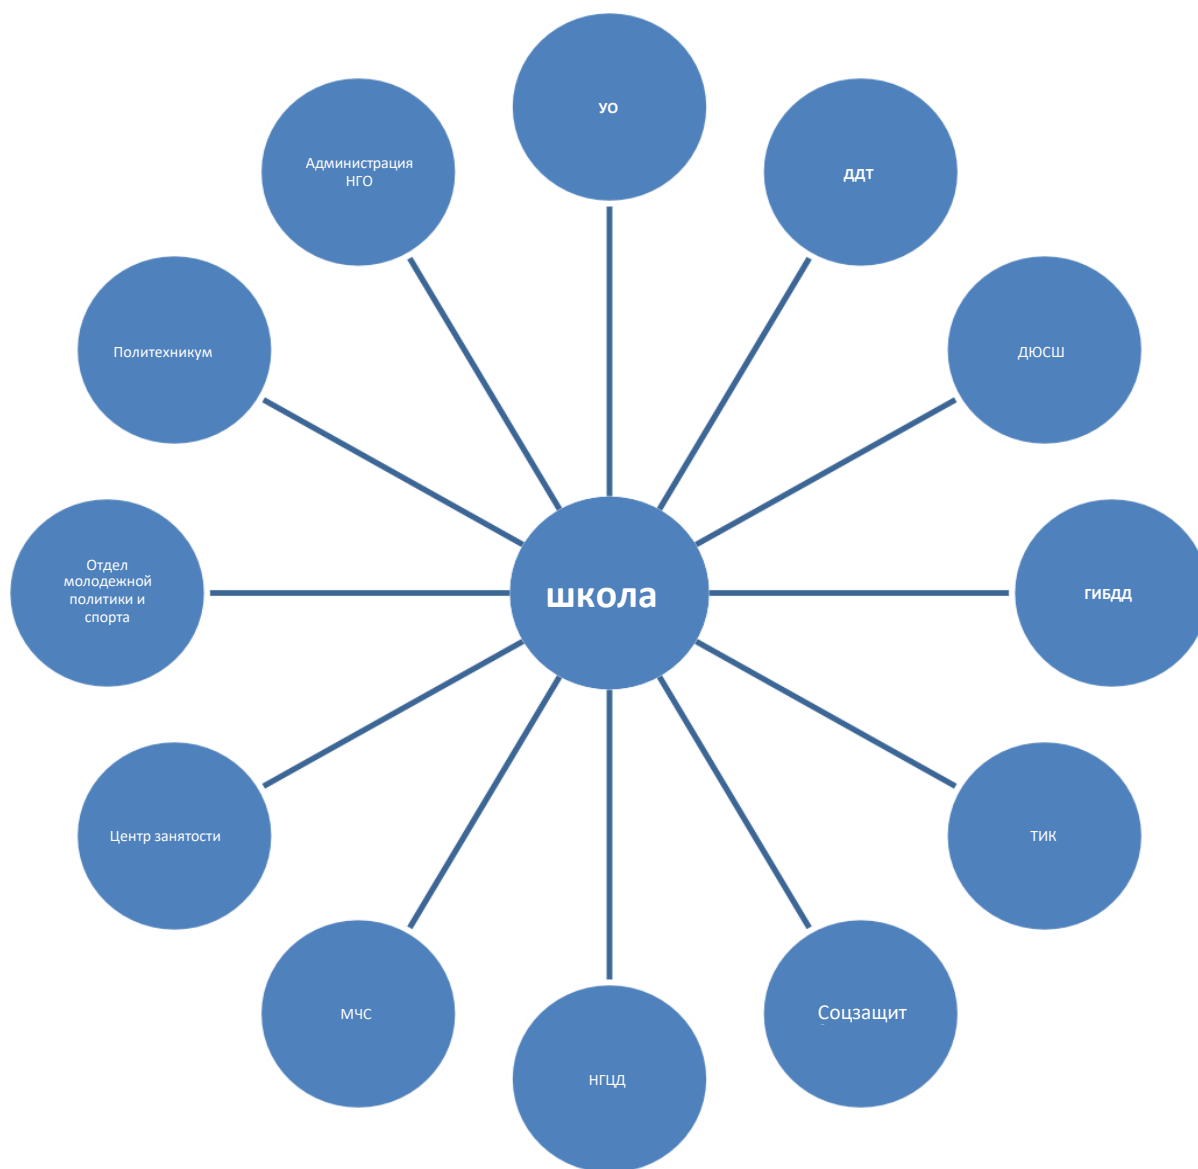 УО
ДДТ
Администрация
НГО
Политехникум
ДЮСШ
Отдел
молодежной
политики и
спорта
школа
ГИБДД
Центр занятости
ТИК
МЧС
Соцзащит
НГЦД